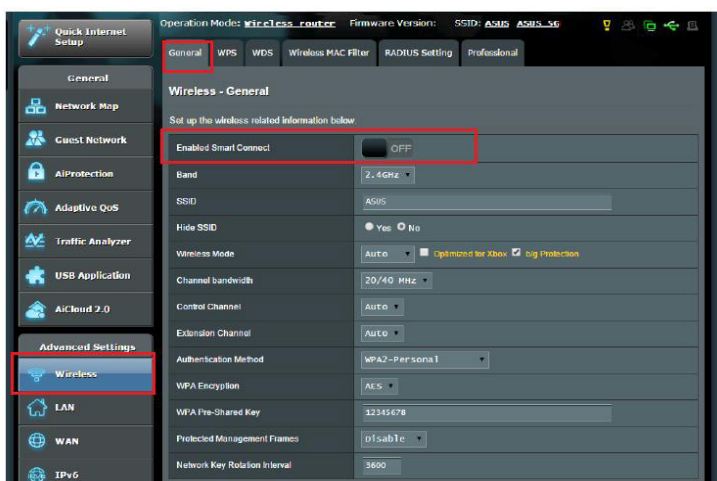 Operation Mode: Wireless router Firmware Version: SSID: ASUS ASUS_5G
Quick Internet Setup
General WPS WDS Wireless MAC Filter RADIUS Setting Professional
General
Network Map
Guest Network
AiProtection
Adaptive QoS
Traffic Analyzer
USB Application
AiCloud 2.0
Advanced Settings
Wireless
LAN
WAN
IPv6
Wireless - General
Set up the wireless related information below
Enabled Smart Connect OFF
Band 2.4GHz
SSID ASUS
Hide SSID Yes No
Wireless Mode Auto Optimized for Xbox b/g Protection
Channel bandwidth 20/40 MHz
Control Channel Auto
Extension Channel Auto
Authentication Method WPA2-Personal
WPA Encryption AES
WPA Pre-Shared Key 12345678
Protected Management Frames Disable
Network Key Rotation Interval 3600